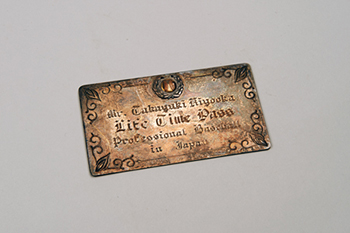 Mr. Takayuki Kiyooka
Life Time Pass
Professional Baseball
in Japan